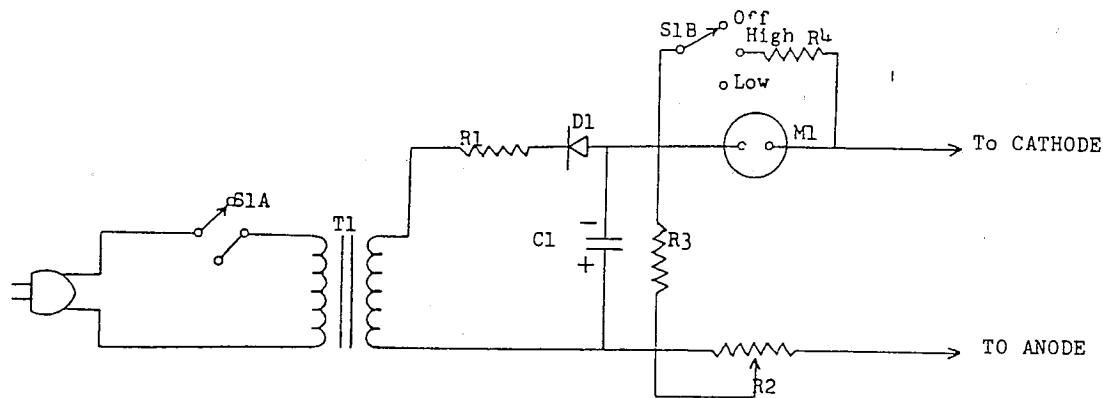 Off
S1B
High R4
Low
D1
R1
M1
To CATHODE
S1A
T1
C1
−
+
R3
TO ANODE
R2